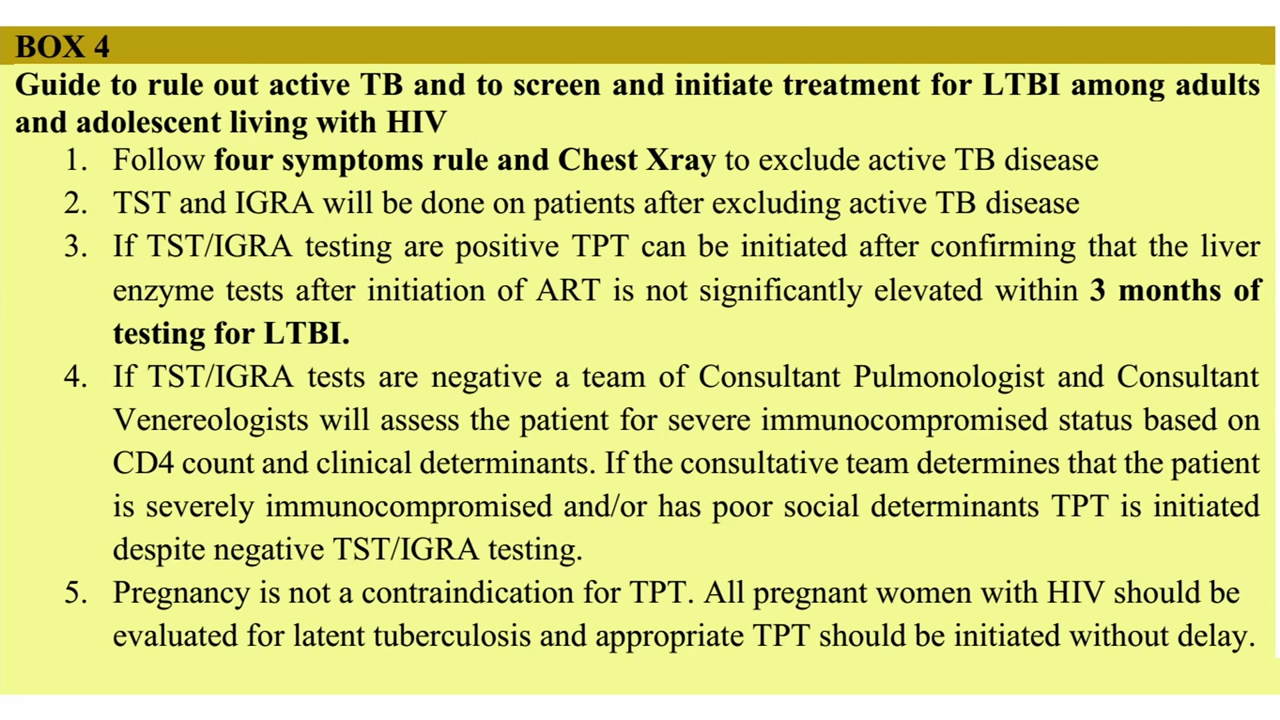 BOX 4
Guide to rule out active TB and to screen and initiate treatment for LTBI among adults
and adolescent living with HIV
1. Follow four symptoms rule and Chest Xray to exclude active TB disease
2. TST and IGRA will be done on patients after excluding active TB disease
3. If TST/IGRA testing are positive TPT can be initiated after confirming that the liver
enzyme tests after initiation of ART is not significantly elevated within 3 months of
testing for LTBI.
4. If TST/IGRA tests are negative a team of Consultant Pulmonologist and Consultant
Venereologists will assess the patient for severe immunocompromised status based on
CD4 count and clinical determinants. If the consultative team determines that the patient
is severely immunocompromised and/or has poor social determinants TPT is initiated
despite negative TST/IGRA testing.
5. Pregnancy is not a contraindication for TPT. All pregnant women with HIV should be
evaluated for latent tuberculosis and appropriate TPT should be initiated without delay.